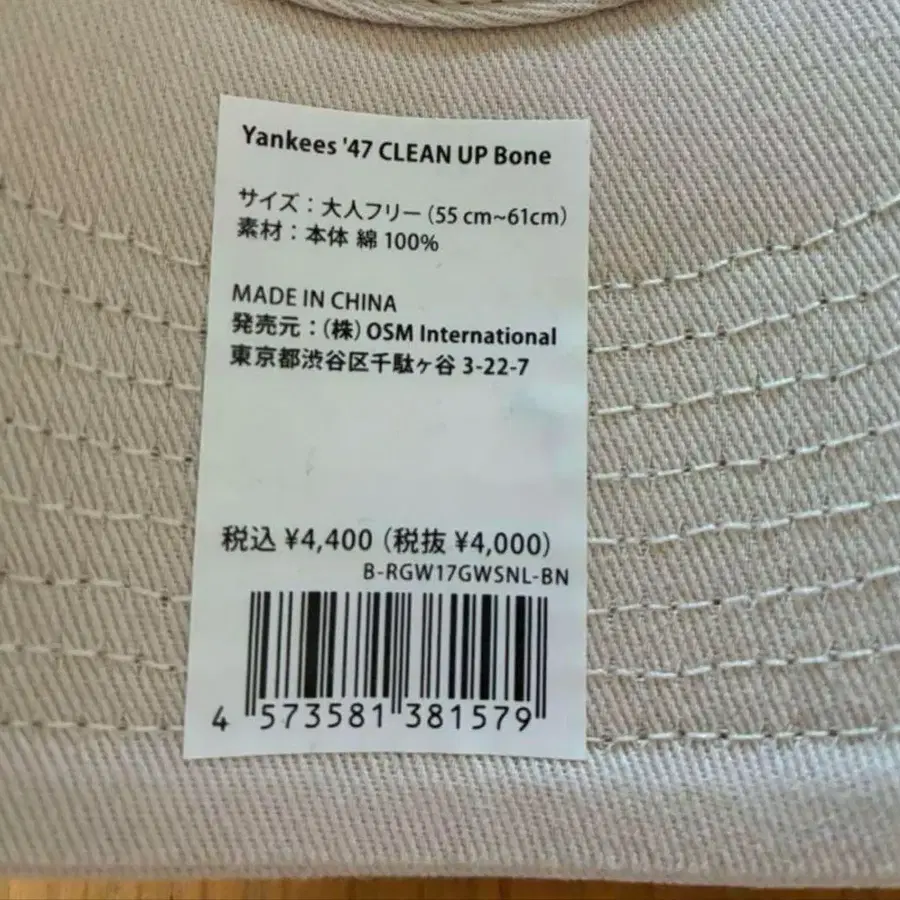 Yankees '47 CLEAN UP Bone
サイズ：大人フリー（55 cm~61cm）
素材：本体 綿 100%
MADE IN CHINA
発売元：（株）OSM International
東京都渋谷区千駄ヶ谷 3-22-7
税込 ¥4,400（税抜 ¥4,000）
B-RGW17GWSNL-BN
4 573581 381579